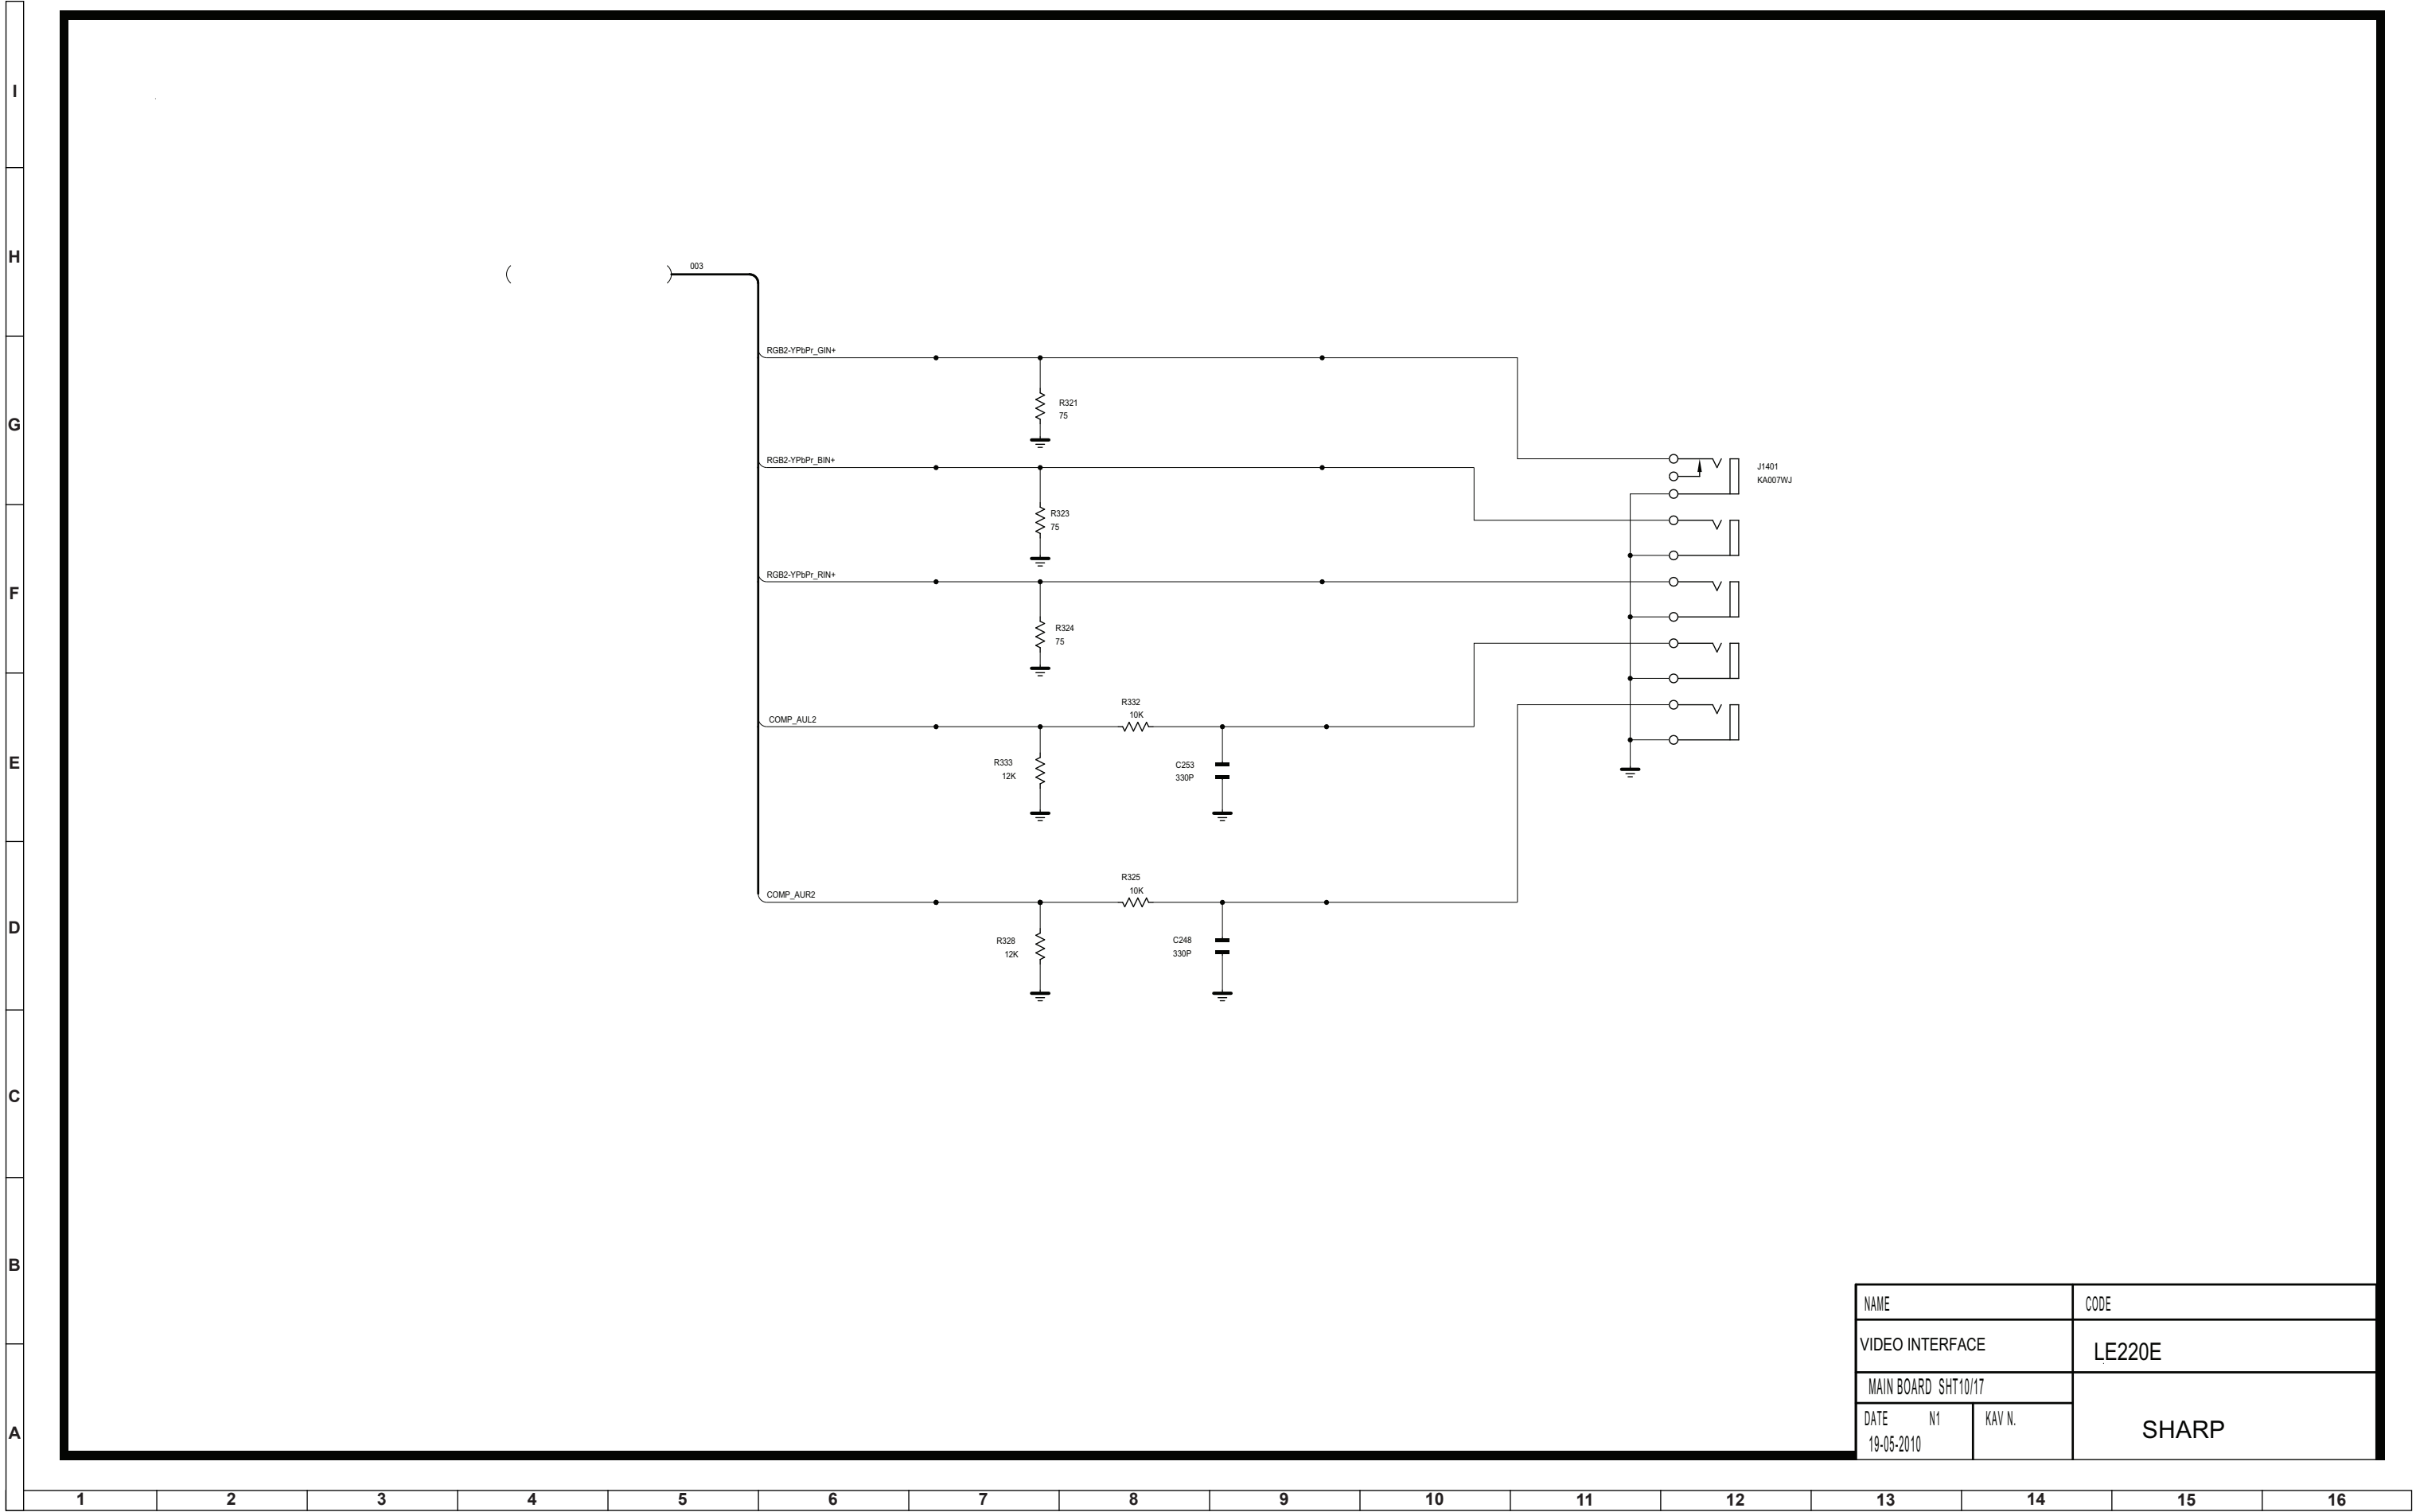 I
H
003
RGB2-YPbPr_GIN+
R321
75
G
RGB2-YPbPr_BIN+
J1401
KA007WJ
R323
75
RGB2-YPbPr_RIN+
F
R324
75
R332
10K
COMP_AUL2
E
R333
12K
C253
330P
R325
10K
COMP_AUR2
D
R328
12K
C248
330P
C
B
NAME
CODE
VIDEO INTERFACE
LE220E
MAIN BOARD SHT10/17
DATE N1
KAV N.
19-05-2010
SHARP
A
1 2 3 4 5 6 7 8 9 10 11 12 13 14 15 16